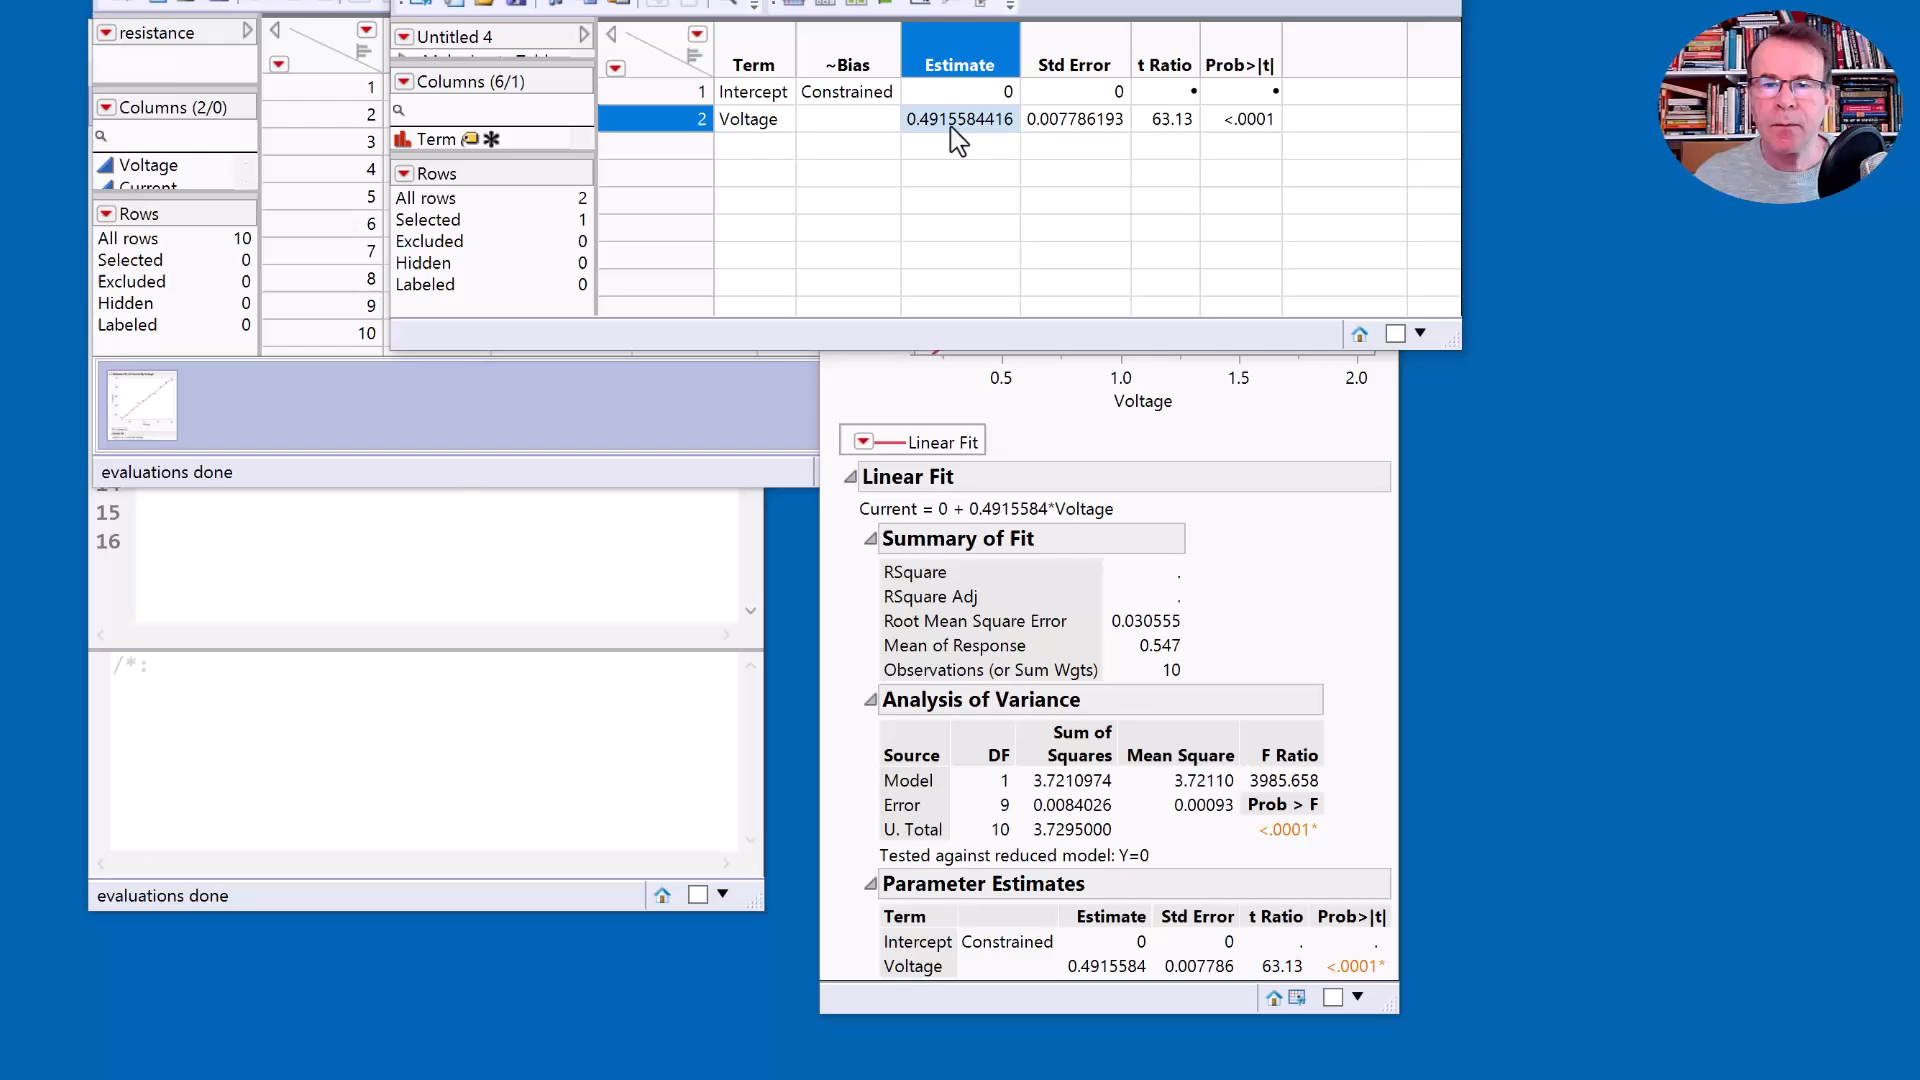 resistance
Columns (2/0)
Voltage
Current
Rows
All rows 10
Selected 0
Excluded 0
Hidden 0
Labeled 0
1
2
3
4
5
6
7
8
9
10
evaluations done
Untitled 4
Columns (6/1)
Term
Rows
All rows 2
Selected 1
Excluded 0
Hidden 0
Labeled 0
Term ~Bias Estimate Std Error t Ratio Prob>|t|
1 Intercept Constrained 0 0 • •
2 Voltage 0.4915584416 0.007786193 63.13 <.0001
0.5 1.0 1.5 2.0
Voltage
Linear Fit
Linear Fit
Current = 0 + 0.4915584*Voltage
Summary of Fit
RSquare .
RSquare Adj .
Root Mean Square Error 0.030555
Mean of Response 0.547
Observations (or Sum Wgts) 10
Analysis of Variance
Sum of
Source DF Squares Mean Square F Ratio
Model 1 3.7210974 3.72110 3985.658
Error 9 0.0084026 0.00093 Prob > F
U. Total 10 3.7295000 <.0001*
Tested against reduced model: Y=0
Parameter Estimates
Term Estimate Std Error t Ratio Prob>|t|
Intercept Constrained 0 0 . .
Voltage 0.4915584 0.007786 63.13 <.0001*
15
16
/*:
evaluations done